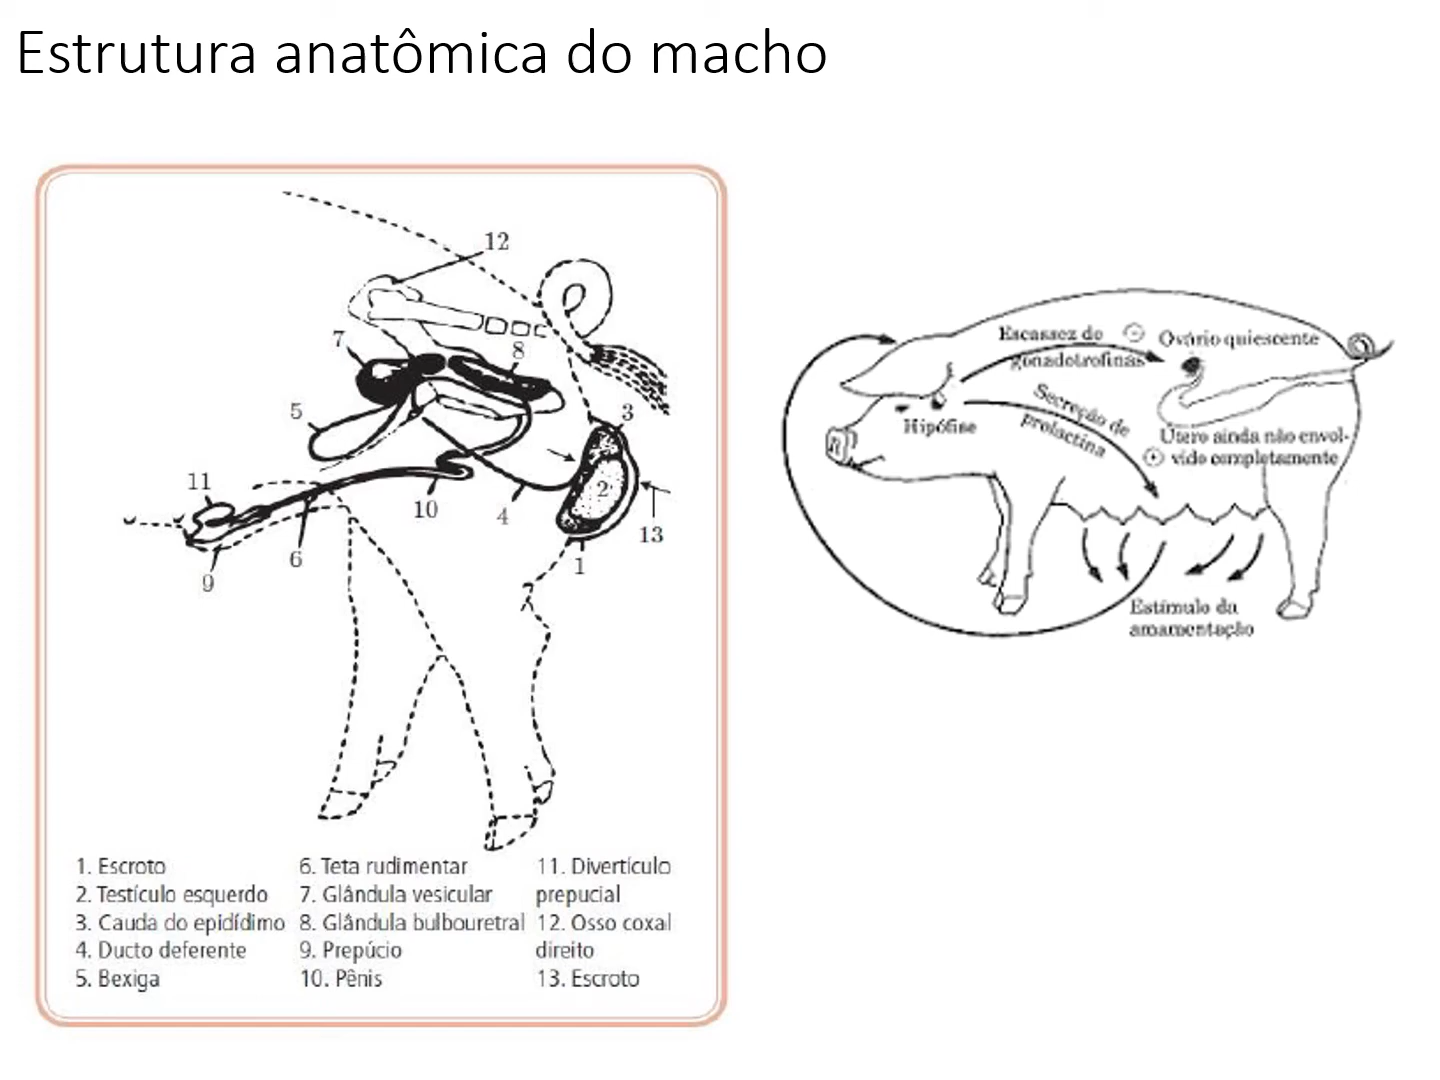 Estrutura anatômica do macho
12
7
8
5
3
11
2
10
4
13
6
1
9
1. Escroto
2. Testículo esquerdo
3. Cauda do epidídimo
4. Ducto deferente
5. Bexiga
6. Teta rudimentar
7. Glândula vesicular
8. Glândula bulbouretral
9. Prepúcio
10. Pênis
11. Divertículo
prepucial
12. Osso coxal
direito
13. Escroto
Escassez de
gonadotrofinas
Ovário quiescente
Hipófise
Secreção de
prolactina
Útero ainda não envol-
vido completamente
Estímulo da
amamentação